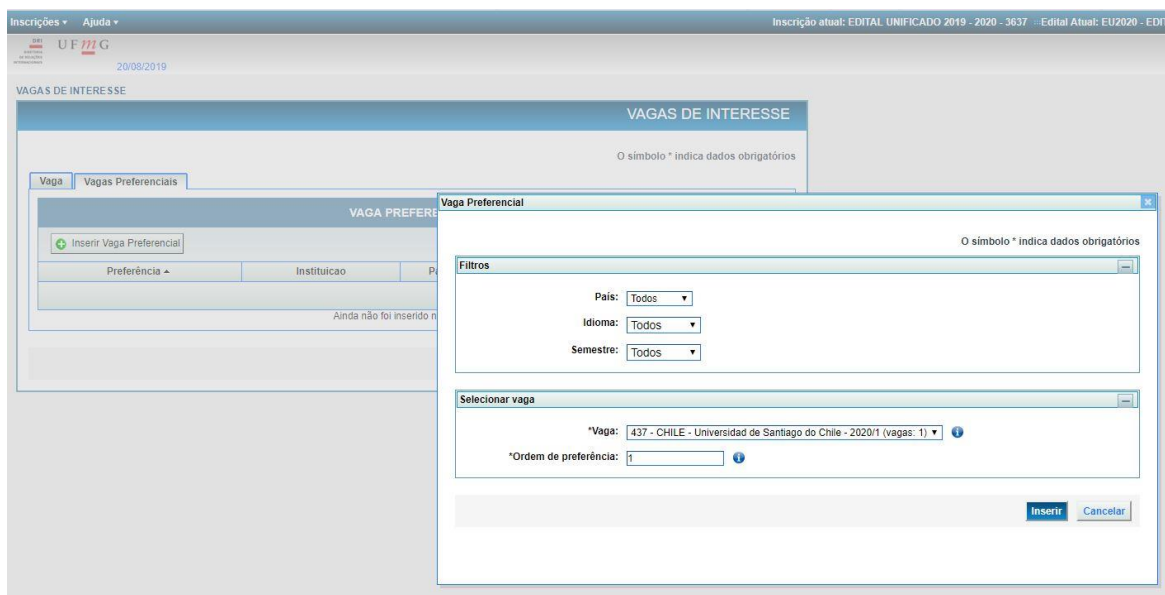 Inscrições Ajuda Inscrição atual: EDITAL UNIFICADO 2019 - 2020 - 3637 Edital Atual: EU2020 - EDI
DRI
UFmG
20/08/2019
VAGAS DE INTERESSE
VAGAS DE INTERESSE
O símbolo * indica dados obrigatórios
Vaga Vagas Preferenciais
VAGA PREFERE
Inserir Vaga Preferencial
Preferência Instituicao Pa
Ainda não foi inserido n
Vaga Preferencial
O símbolo * indica dados obrigatórios
Filtros
País: Todos
Idioma: Todos
Semestre: Todos
Selecionar vaga
*Vaga: 437 - CHILE - Universidad de Santiago do Chile - 2020/1 (vagas: 1)
*Ordem de preferência: 1
Inserir Cancelar